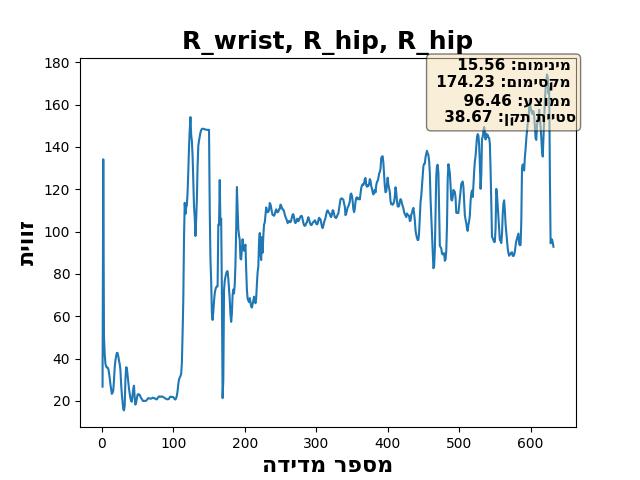 R_wrist, R_hip, R_hip
מינימום: 15.56
מקסימום: 174.23
ממוצע: 96.46
סטיית תקן: 38.67
זווית
180
160
140
120
100
80
60
40
20
0 100 200 300 400 500 600
מספר מדידה